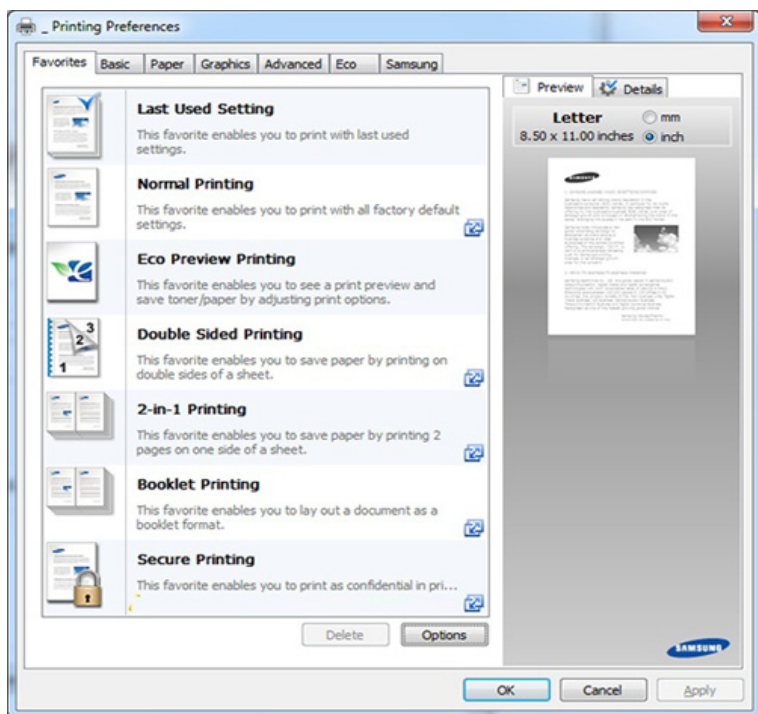 _ Printing Preferences
Favorites Basic Paper Graphics Advanced Eco Samsung
Last Used Setting
This favorite enables you to print with last used
settings.
Normal Printing
This favorite enables you to print with all factory default
settings.
Eco Preview Printing
This favorite enables you to see a print preview and
save toner/paper by adjusting print options.
3
2
1
Double Sided Printing
This favorite enables you to save paper by printing on
double sides of a sheet.
2-in-1 Printing
This favorite enables you to save paper by printing 2
pages on one side of a sheet.
Booklet Printing
This favorite enables you to lay out a document as a
booklet format.
Secure Printing
This favorite enables you to print as confidential in pri...
Delete Options
Preview Details
Letter mm
8.50 x 11.00 inches inch
SAMSUNG
SAMSUNG
OK Cancel Apply